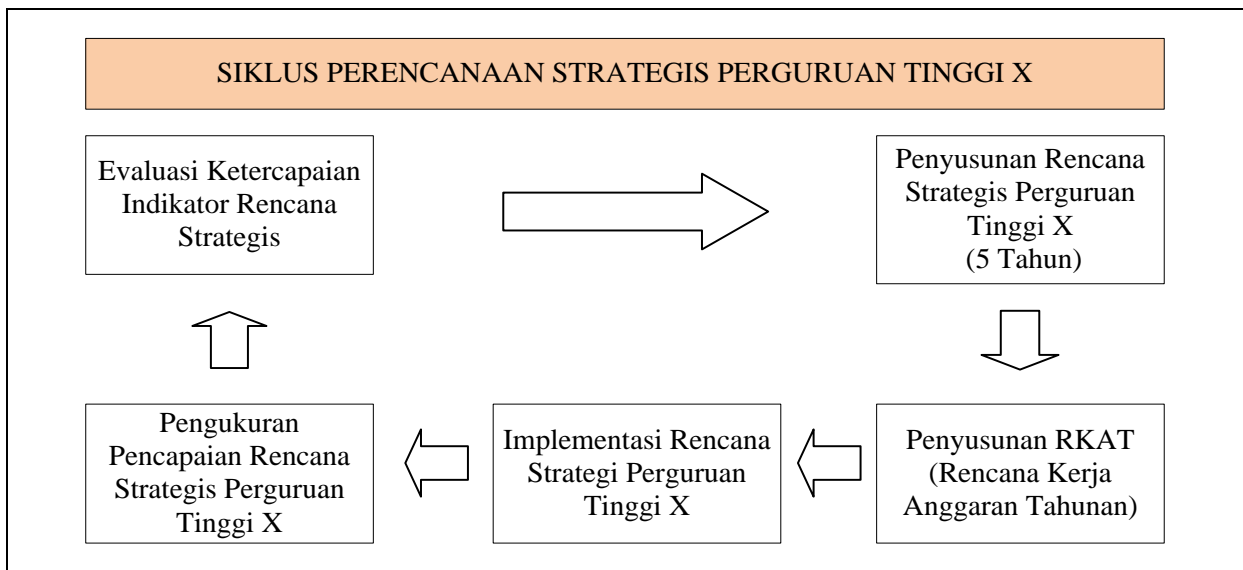 SIKLUS PERENCANAAN STRATEGIS PERGURUAN TINGGI X
Evaluasi Ketercapaian
Indikator Rencana
Strategis
Penyusunan Rencana
Strategis Perguruan
Tinggi X
(5 Tahun)
Pengukuran
Pencapaian Rencana
Strategis Perguruan
Tinggi X
Implementasi Rencana
Strategi Perguruan
Tinggi X
Penyusunan RKAT
(Rencana Kerja
Anggaran Tahunan)